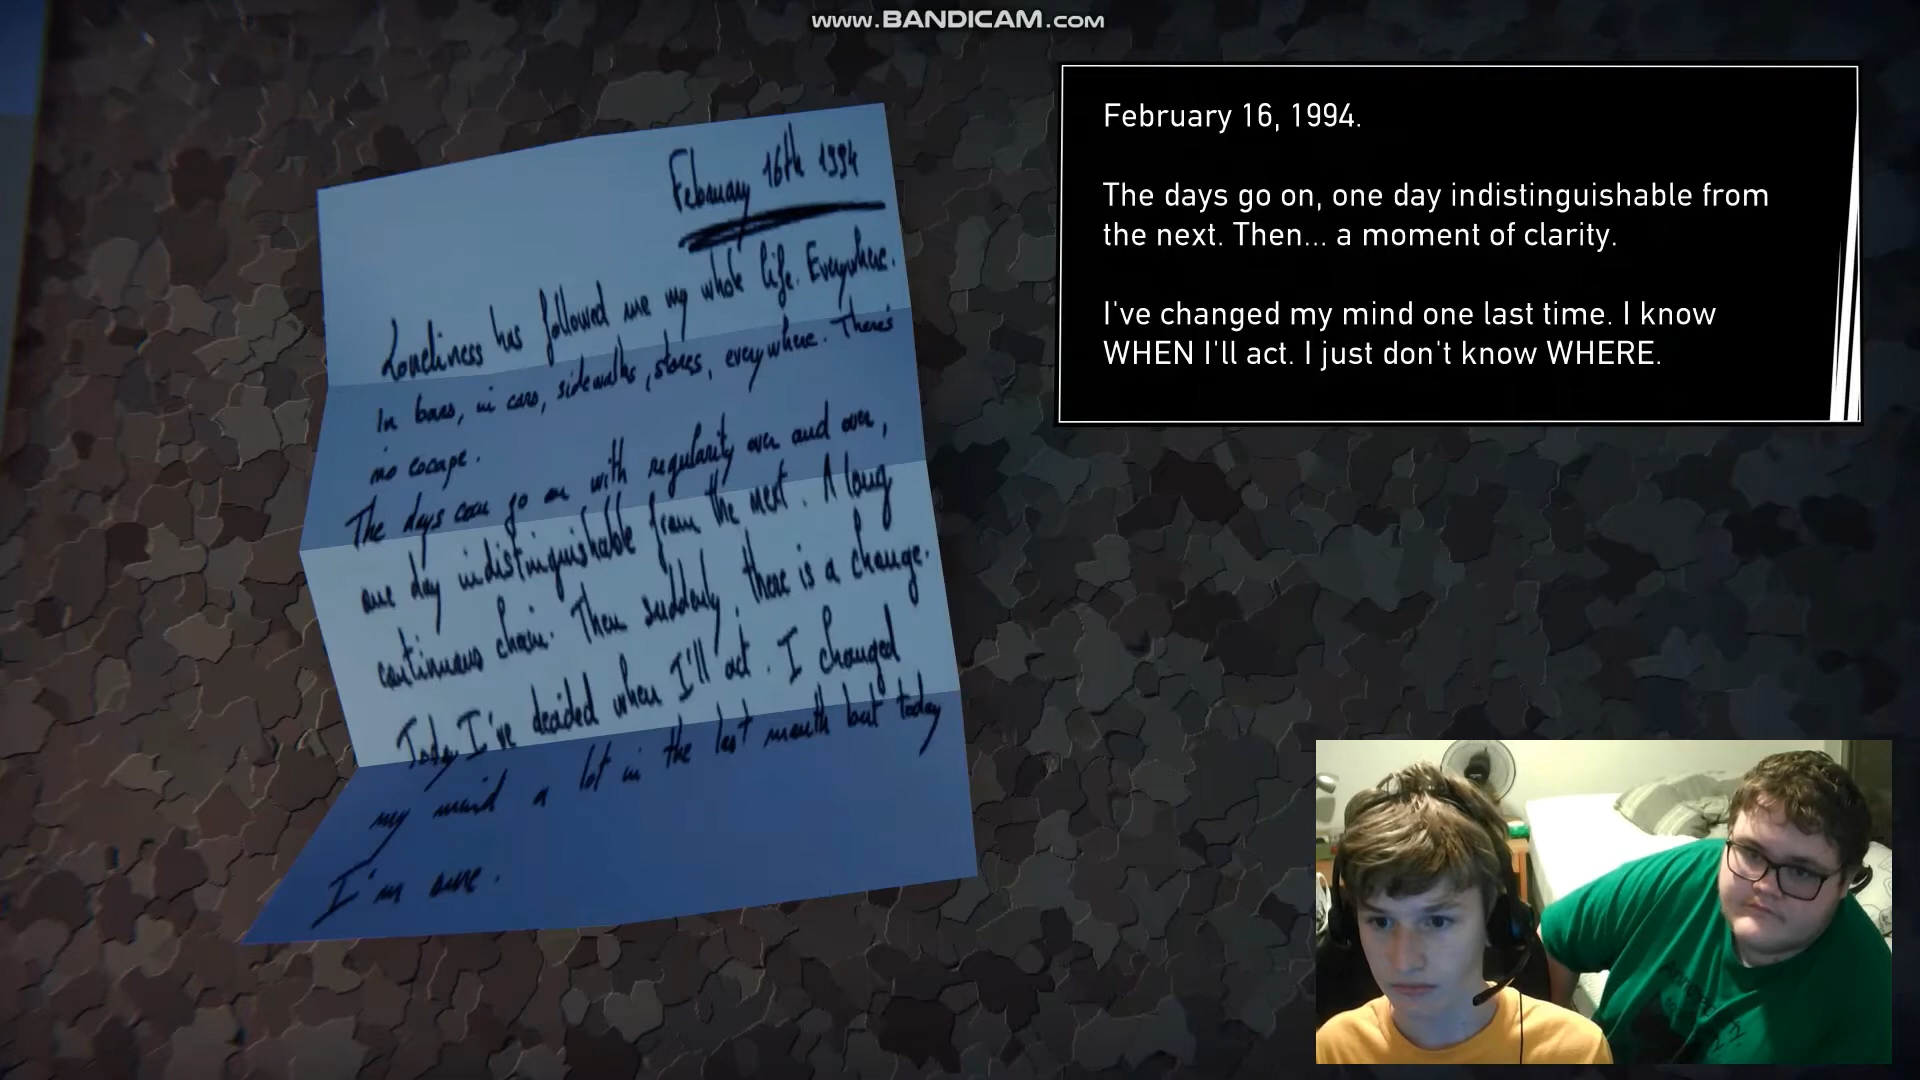 www.BANDICAM.com
February 16th 1994
Loneliness has followed me my whole life. Everywhere.
In bars, in cars, sidewalks, stores, everywhere. There's
no escape.
The days can go on with regularity over and over,
one day indistinguishable from the next. A long
continuous chain. Then suddenly, there is a change.
Today I've decided when I'll act. I changed
my mind a lot in the last month but today
I'm sure.
February 16, 1994.
The days go on, one day indistinguishable from
the next. Then... a moment of clarity.
I've changed my mind one last time. I know
WHEN I'll act. I just don't know WHERE.